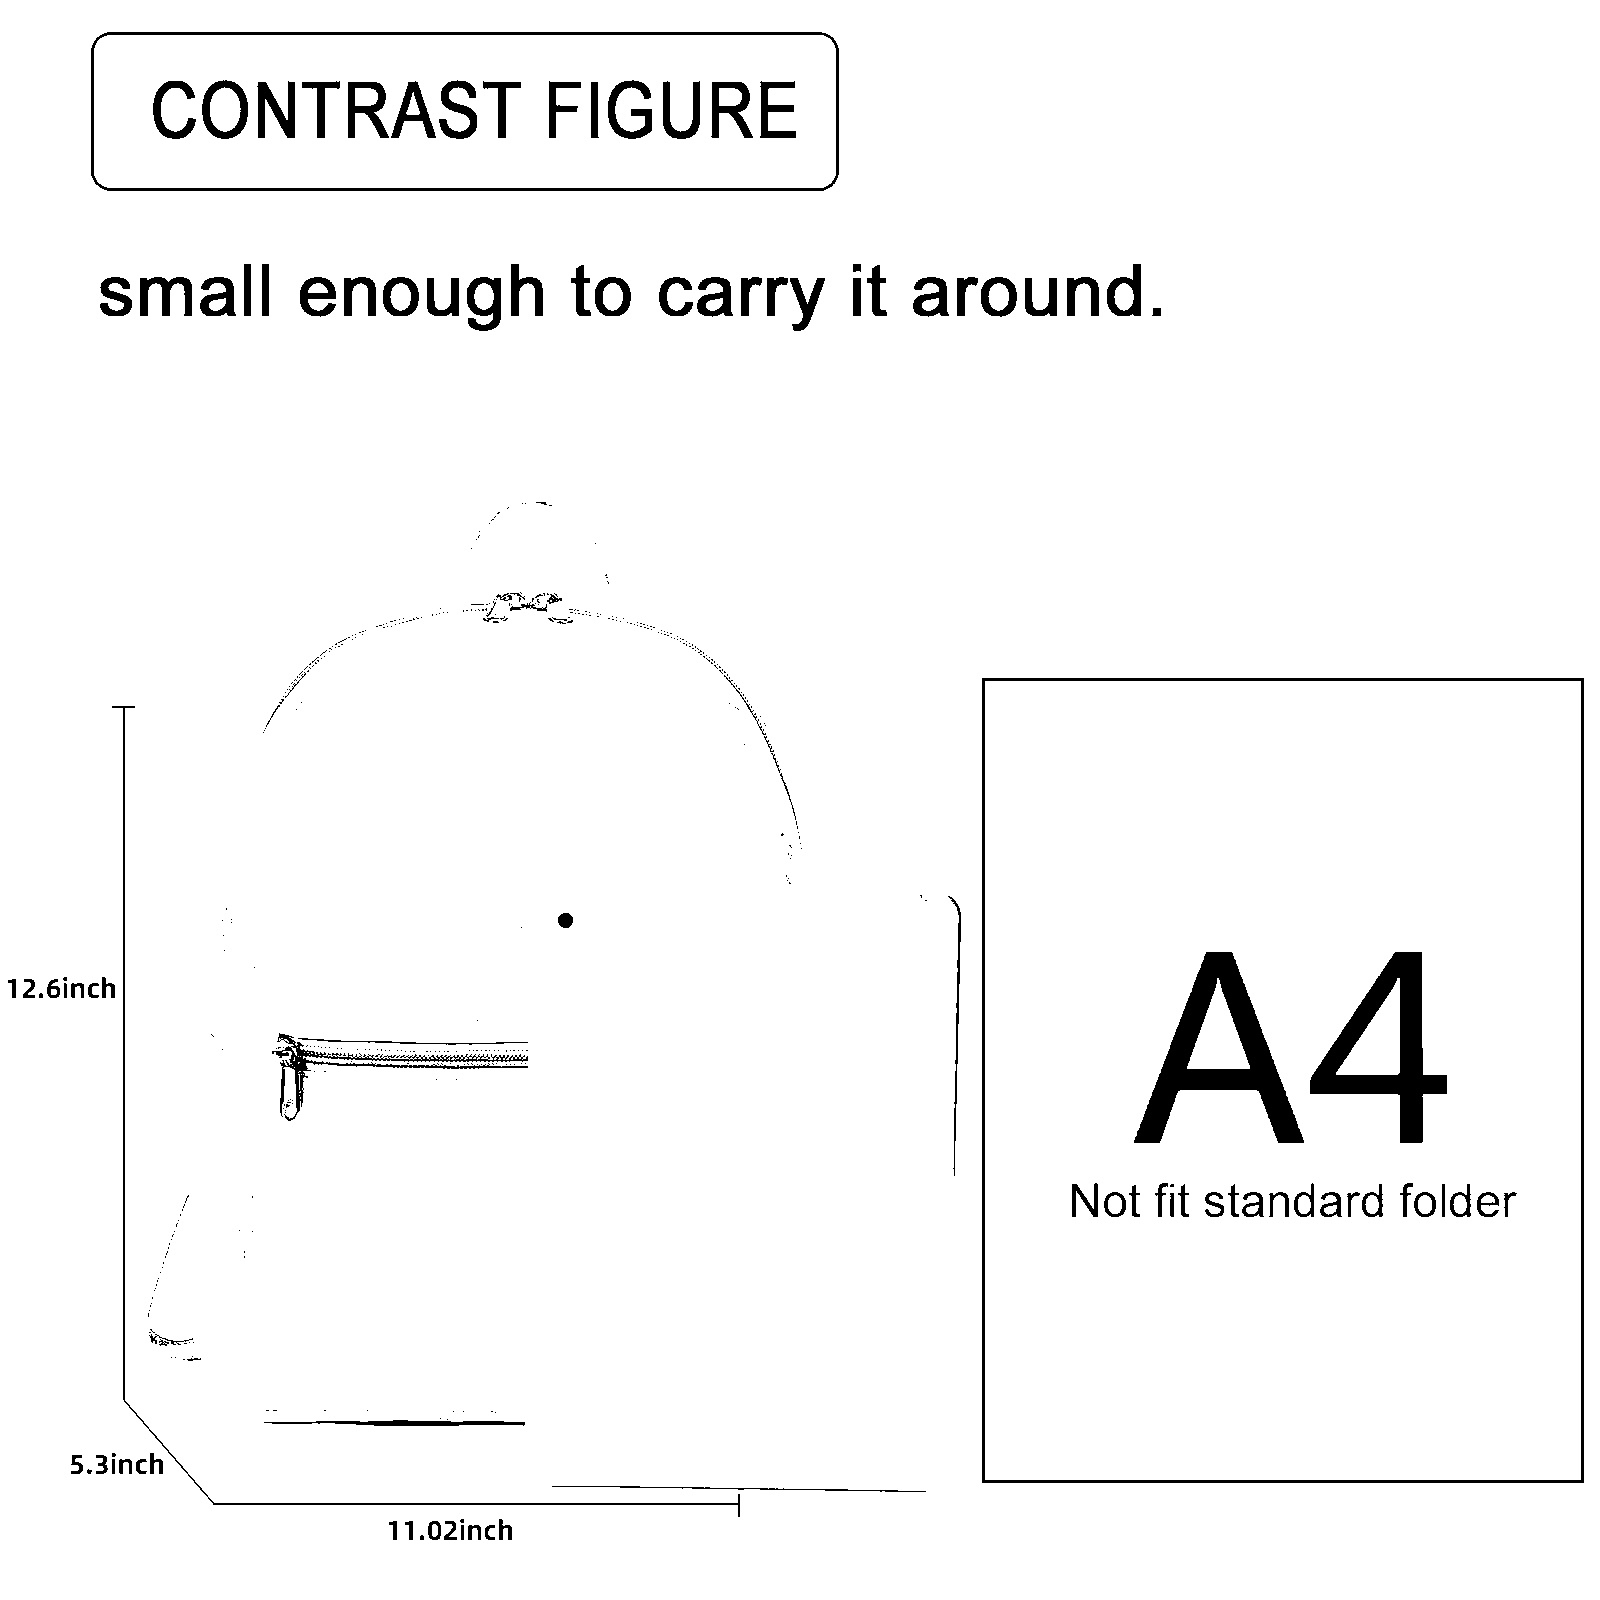 CONTRAST FIGURE
small enough to carry it around.
12.6inch
A4
Not fit standard folder
5.3inch
11.02inch